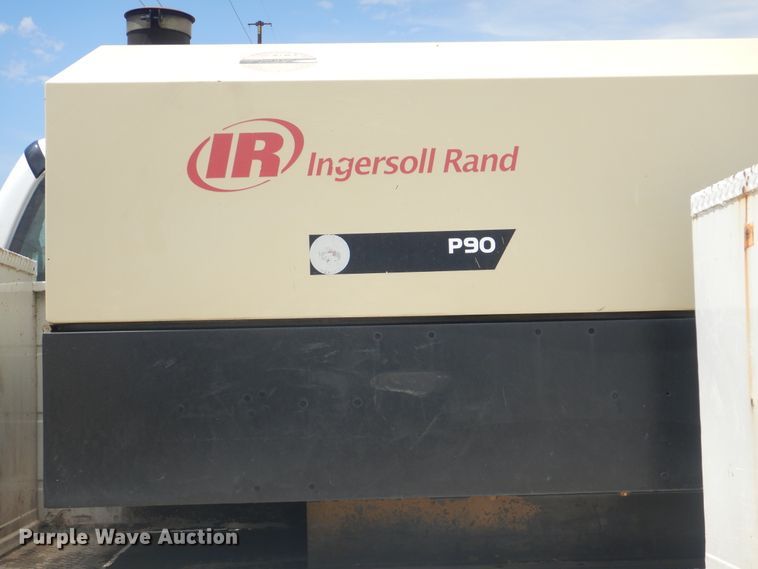 IR Ingersoll Rand
P90
Purple Wave Auction